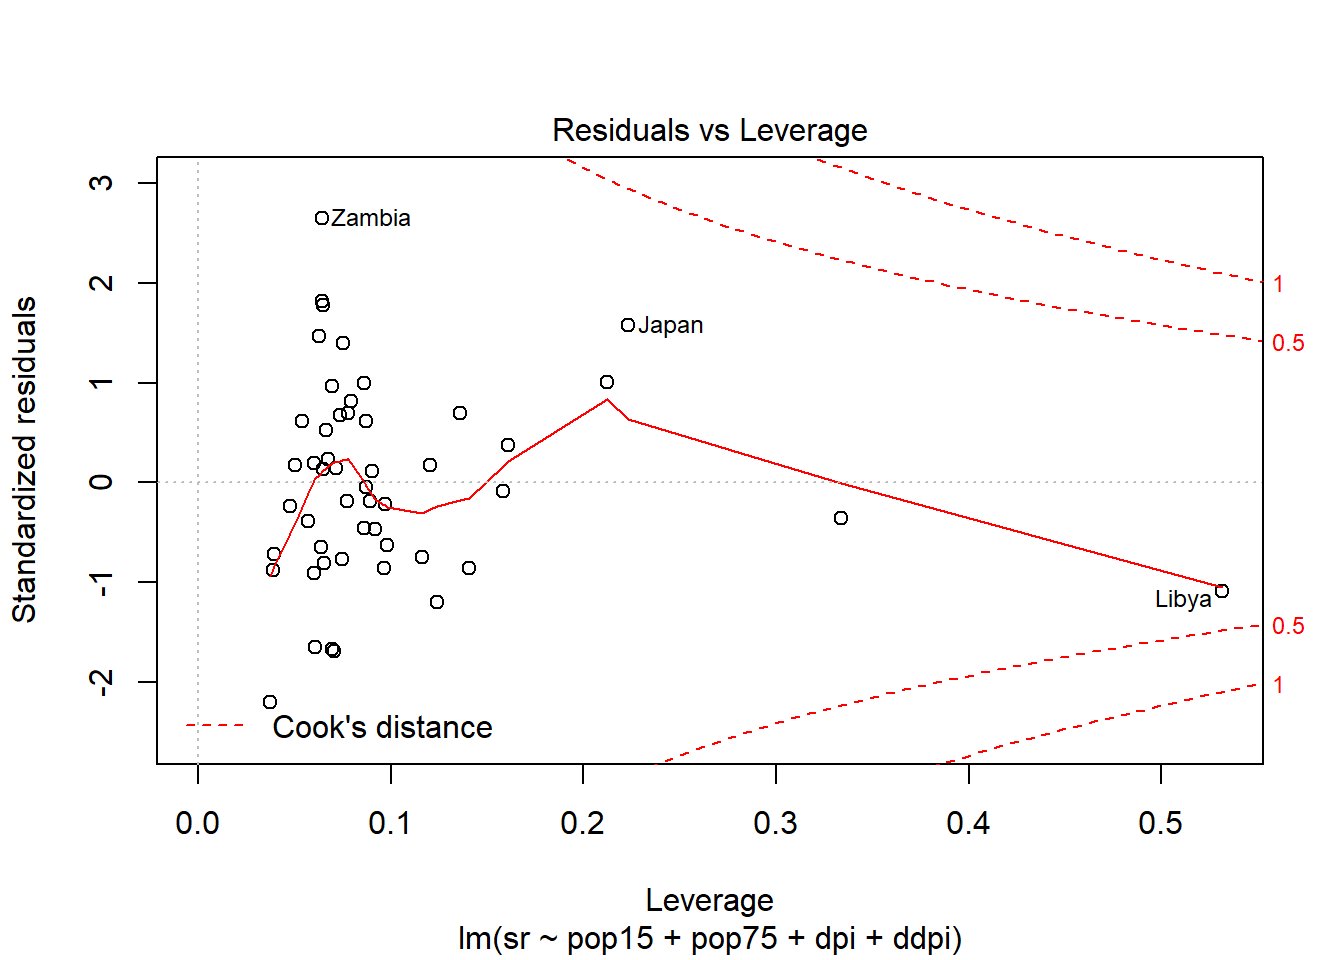 Residuals vs Leverage
Standardized residuals
3
2
1
0
-1
-2
Zambia
Japan
Libya
1
0.5
0.5
1
Cook's distance
0.0 0.1 0.2 0.3 0.4 0.5
Leverage
lm(sr ~ pop15 + pop75 + dpi + ddpi)